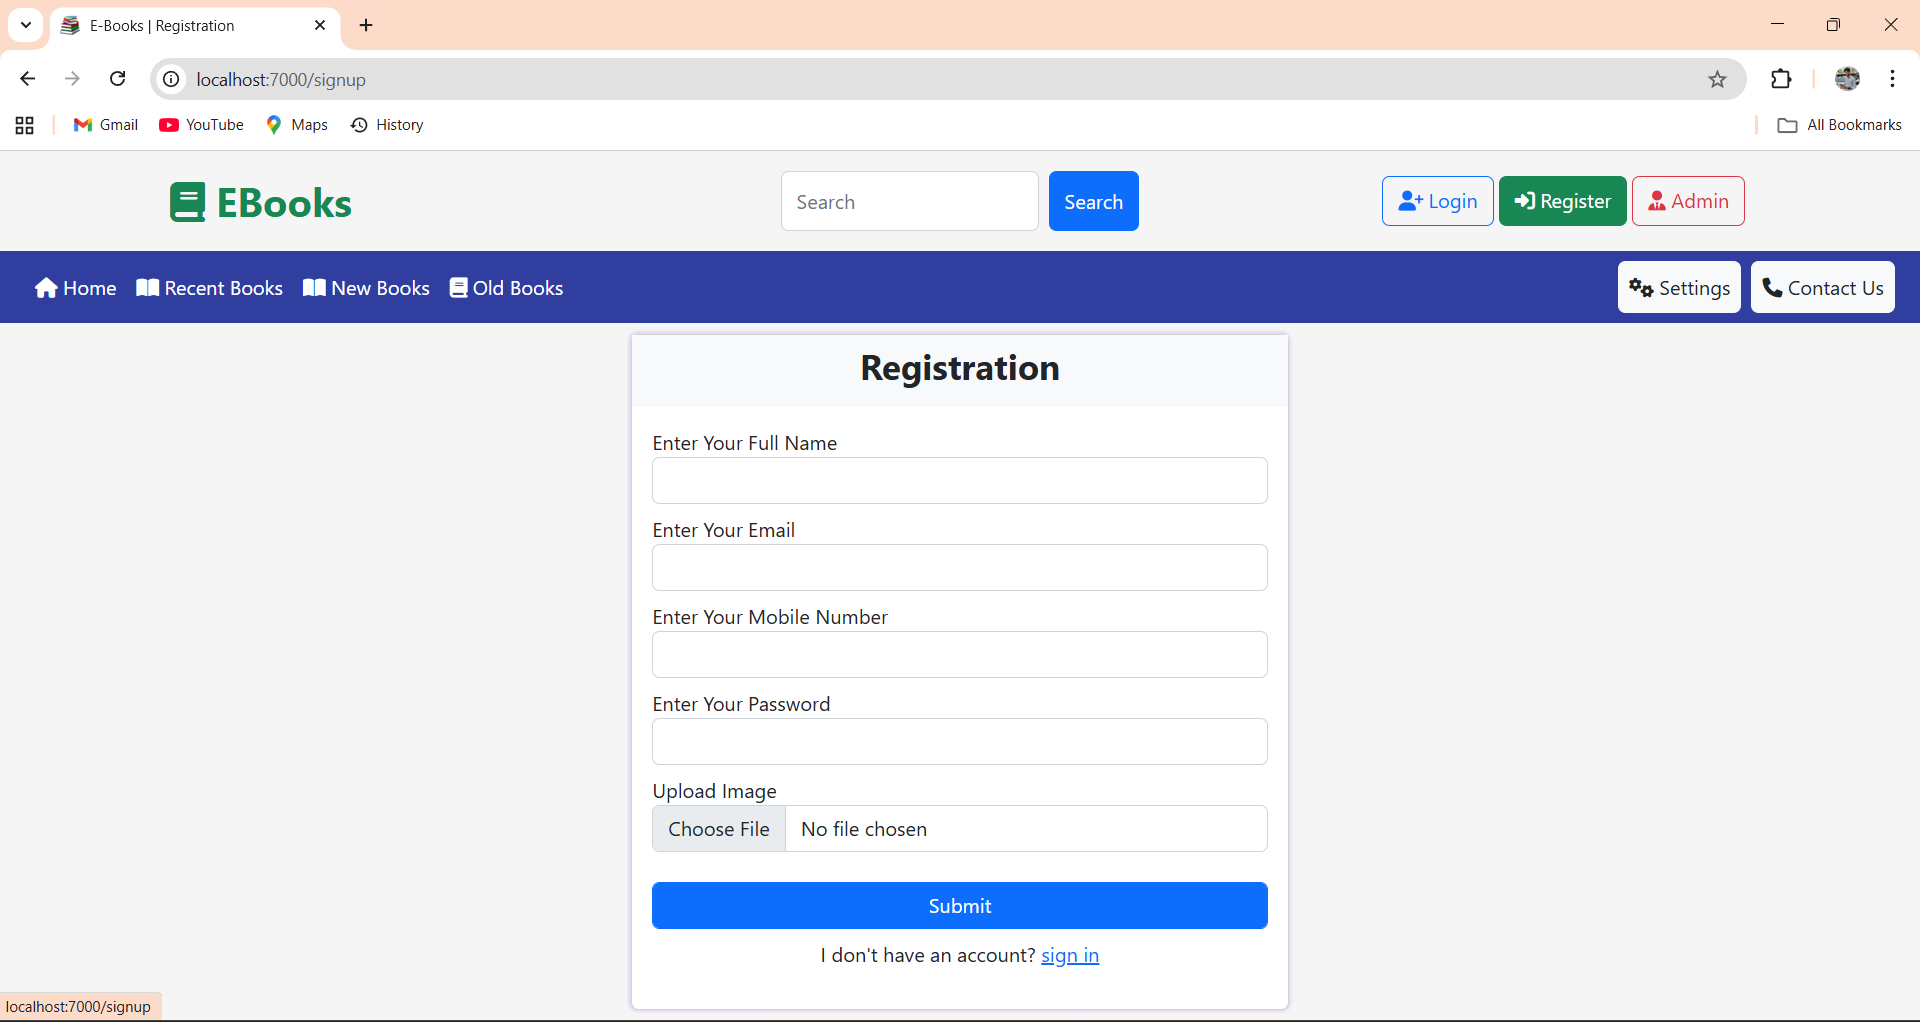 E-Books | Registration
localhost:7000/signup
Gmail YouTube Maps History All Bookmarks
EBooks Search Search Login Register Admin
Home Recent Books New Books Old Books Settings Contact Us
Registration
Enter Your Full Name
Enter Your Email
Enter Your Mobile Number
Enter Your Password
Upload Image
Choose File No file chosen
Submit
I don't have an account? sign in
localhost:7000/signup